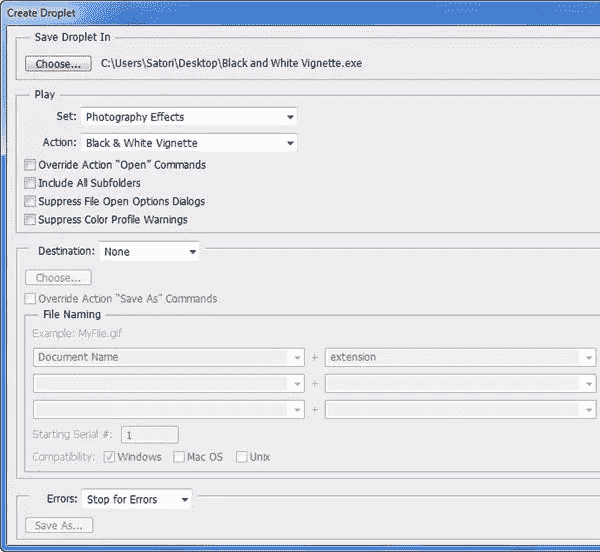 Create Droplet
Save Droplet In
Choose... C:\Users\Satori\Desktop\Black and White Vignette.exe
Play
Set: Photography Effects
Action: Black & White Vignette
Override Action “Open” Commands
Include All Subfolders
Suppress File Open Options Dialogs
Suppress Color Profile Warnings
Destination: None
Choose...
Override Action “Save As” Commands
File Naming
Example: MyFile.gif
Document Name + extension
+
+
Starting Serial #: 1
Compatibility: Windows Mac OS Unix
Errors: Stop for Errors
Save As...